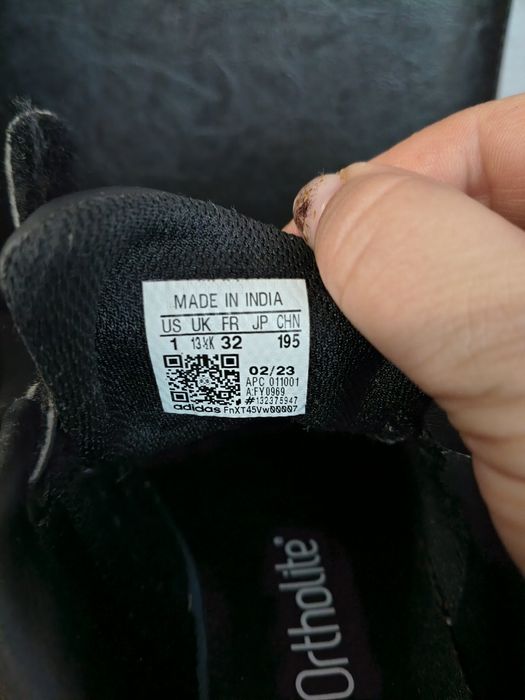 MADE IN INDIA
US UK FR JP CHN
1 13½K 32 195
02/23
APC 011001
A:FY0969
#132375947
adidas FnXT45Vw00007
Ortholite